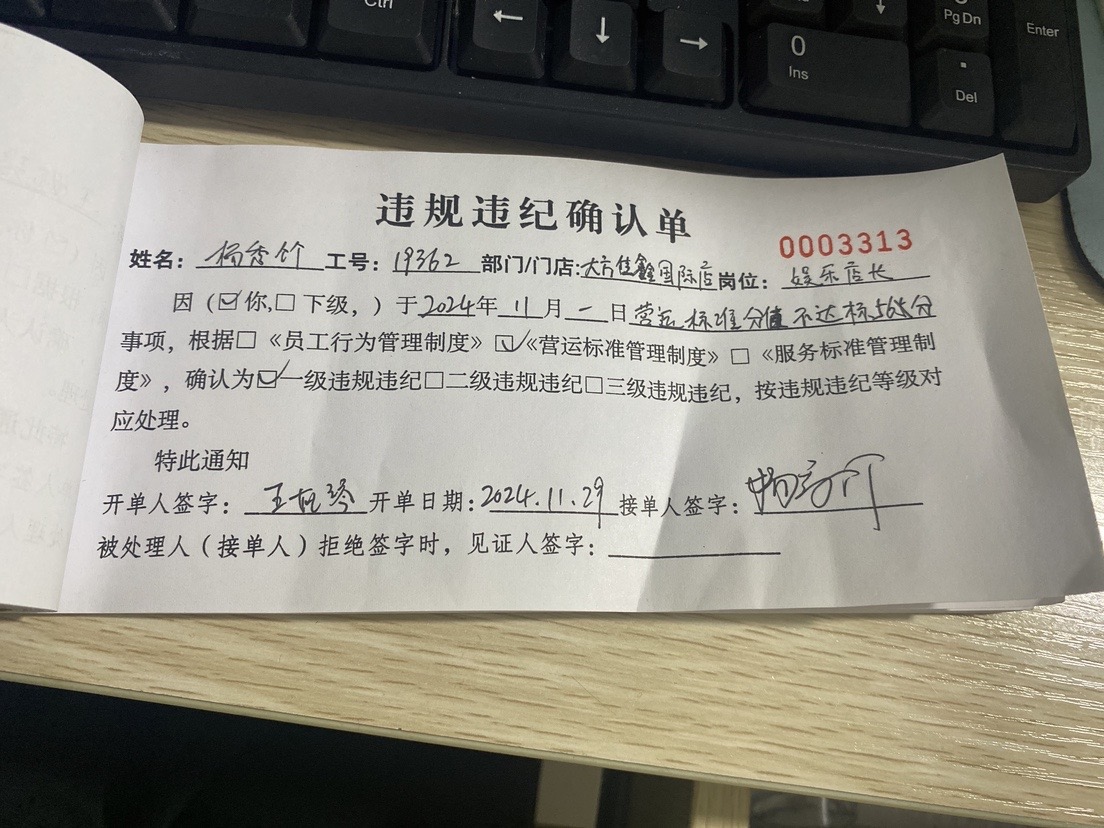 Ctrl
←
↓
→
0
Ins
Pg Dn
.
Del
Enter
违规违纪确认单
0003313
姓名：杨秀竹 工号：19362 部门/门店:大方佳鑫国际店 岗位：娱乐店长
因（☑你,□下级，）于2024年11月一日营运标准分值不达标56.5分
事项，根据□《员工行为管理制度》☑《营运标准管理制度》□《服务标准管理制
度》，确认为☑一级违规违纪□二级违规违纪□三级违规违纪，按违规违纪等级对
应处理。
特此通知
开单人签字：王 琴 开单日期:2024.11.29 接单人签字：
被处理人（接单人）拒绝签字时，见证人签字：